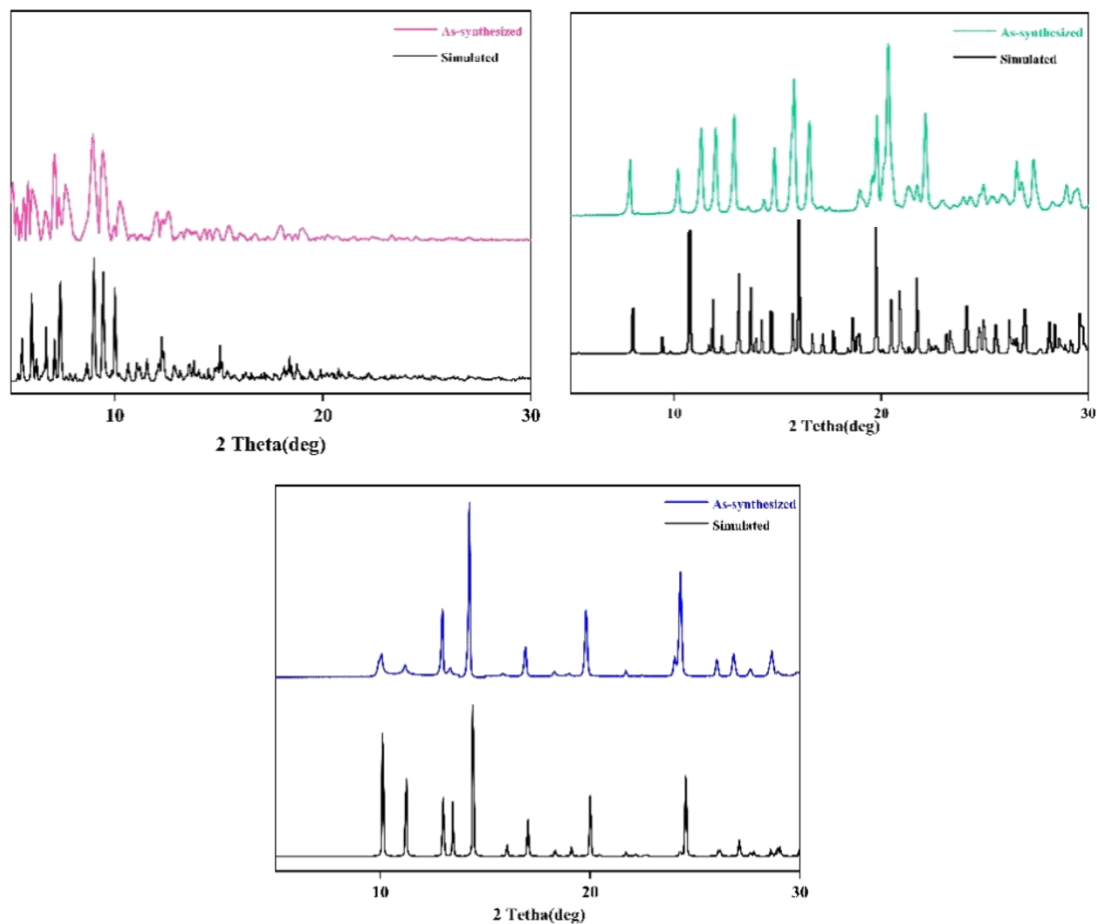 As-synthesized
Simulated
10
20
30
2 Theta(deg)
As-synthesized
Simulated
10
20
30
2 Tetha(deg)
As-synthesized
Simulated
10
20
30
2 Tetha(deg)